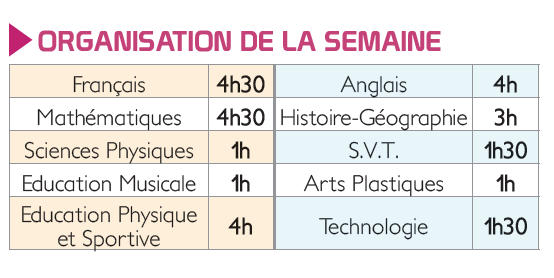 ORGANISATION DE LA SEMAINE
Français 4h30 Anglais 4h
Mathématiques 4h30 Histoire-Géographie 3h
Sciences Physiques 1h S.V.T. 1h30
Education Musicale 1h Arts Plastiques 1h
Education Physique
et Sportive 4h Technologie 1h30